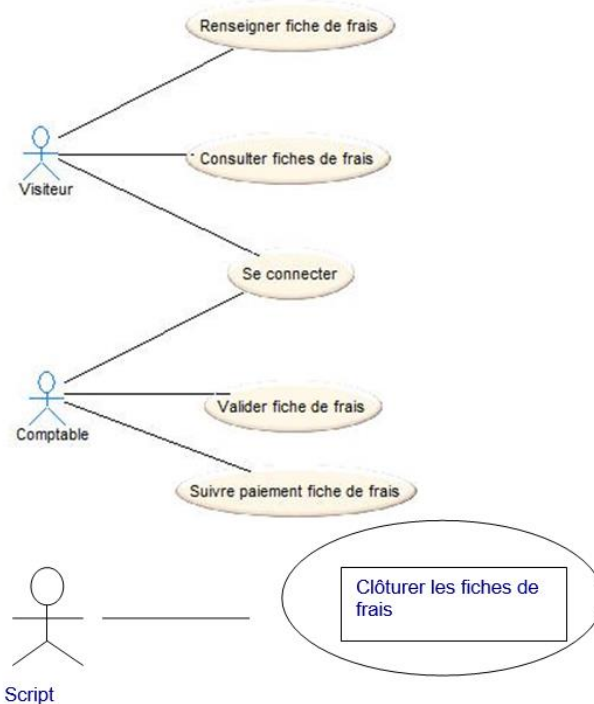 Renseigner fiche de frais
Consulter fiches de frais
Visiteur
Se connecter
Valider fiche de frais
Comptable
Suivre paiement fiche de frais
Clôturer les fiches de
frais
Script